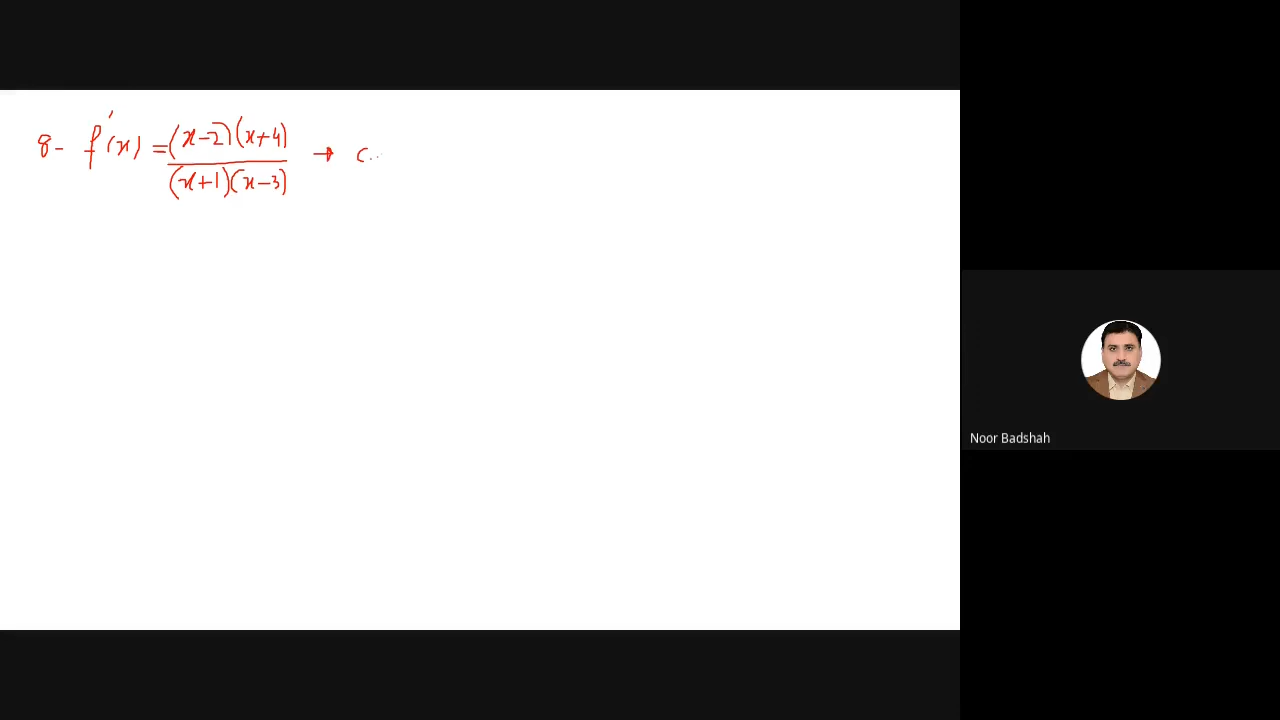 8- f'(x) = (x-2)(x+4) / (x+1)(x-3) →
Noor Badshah